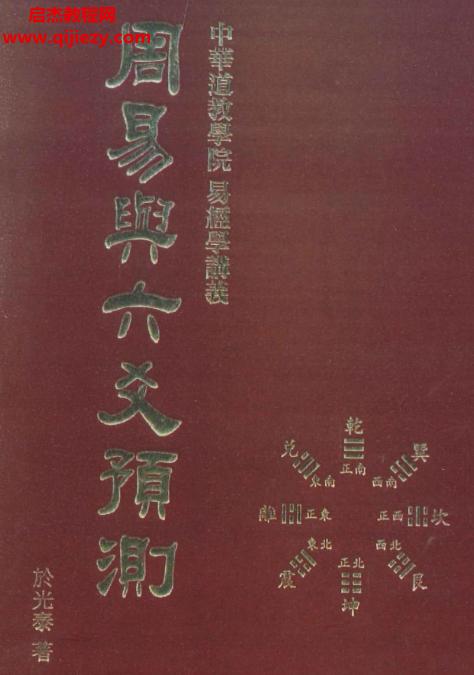 启杰教程网
www.qijiezy.com
中華道教學院 易經學講義
周易與六爻預測
於光泰 著
乾
正南
兌
東南
巽
西南
離
正東
正西
坎
東北
震
西北
艮
正北
坤